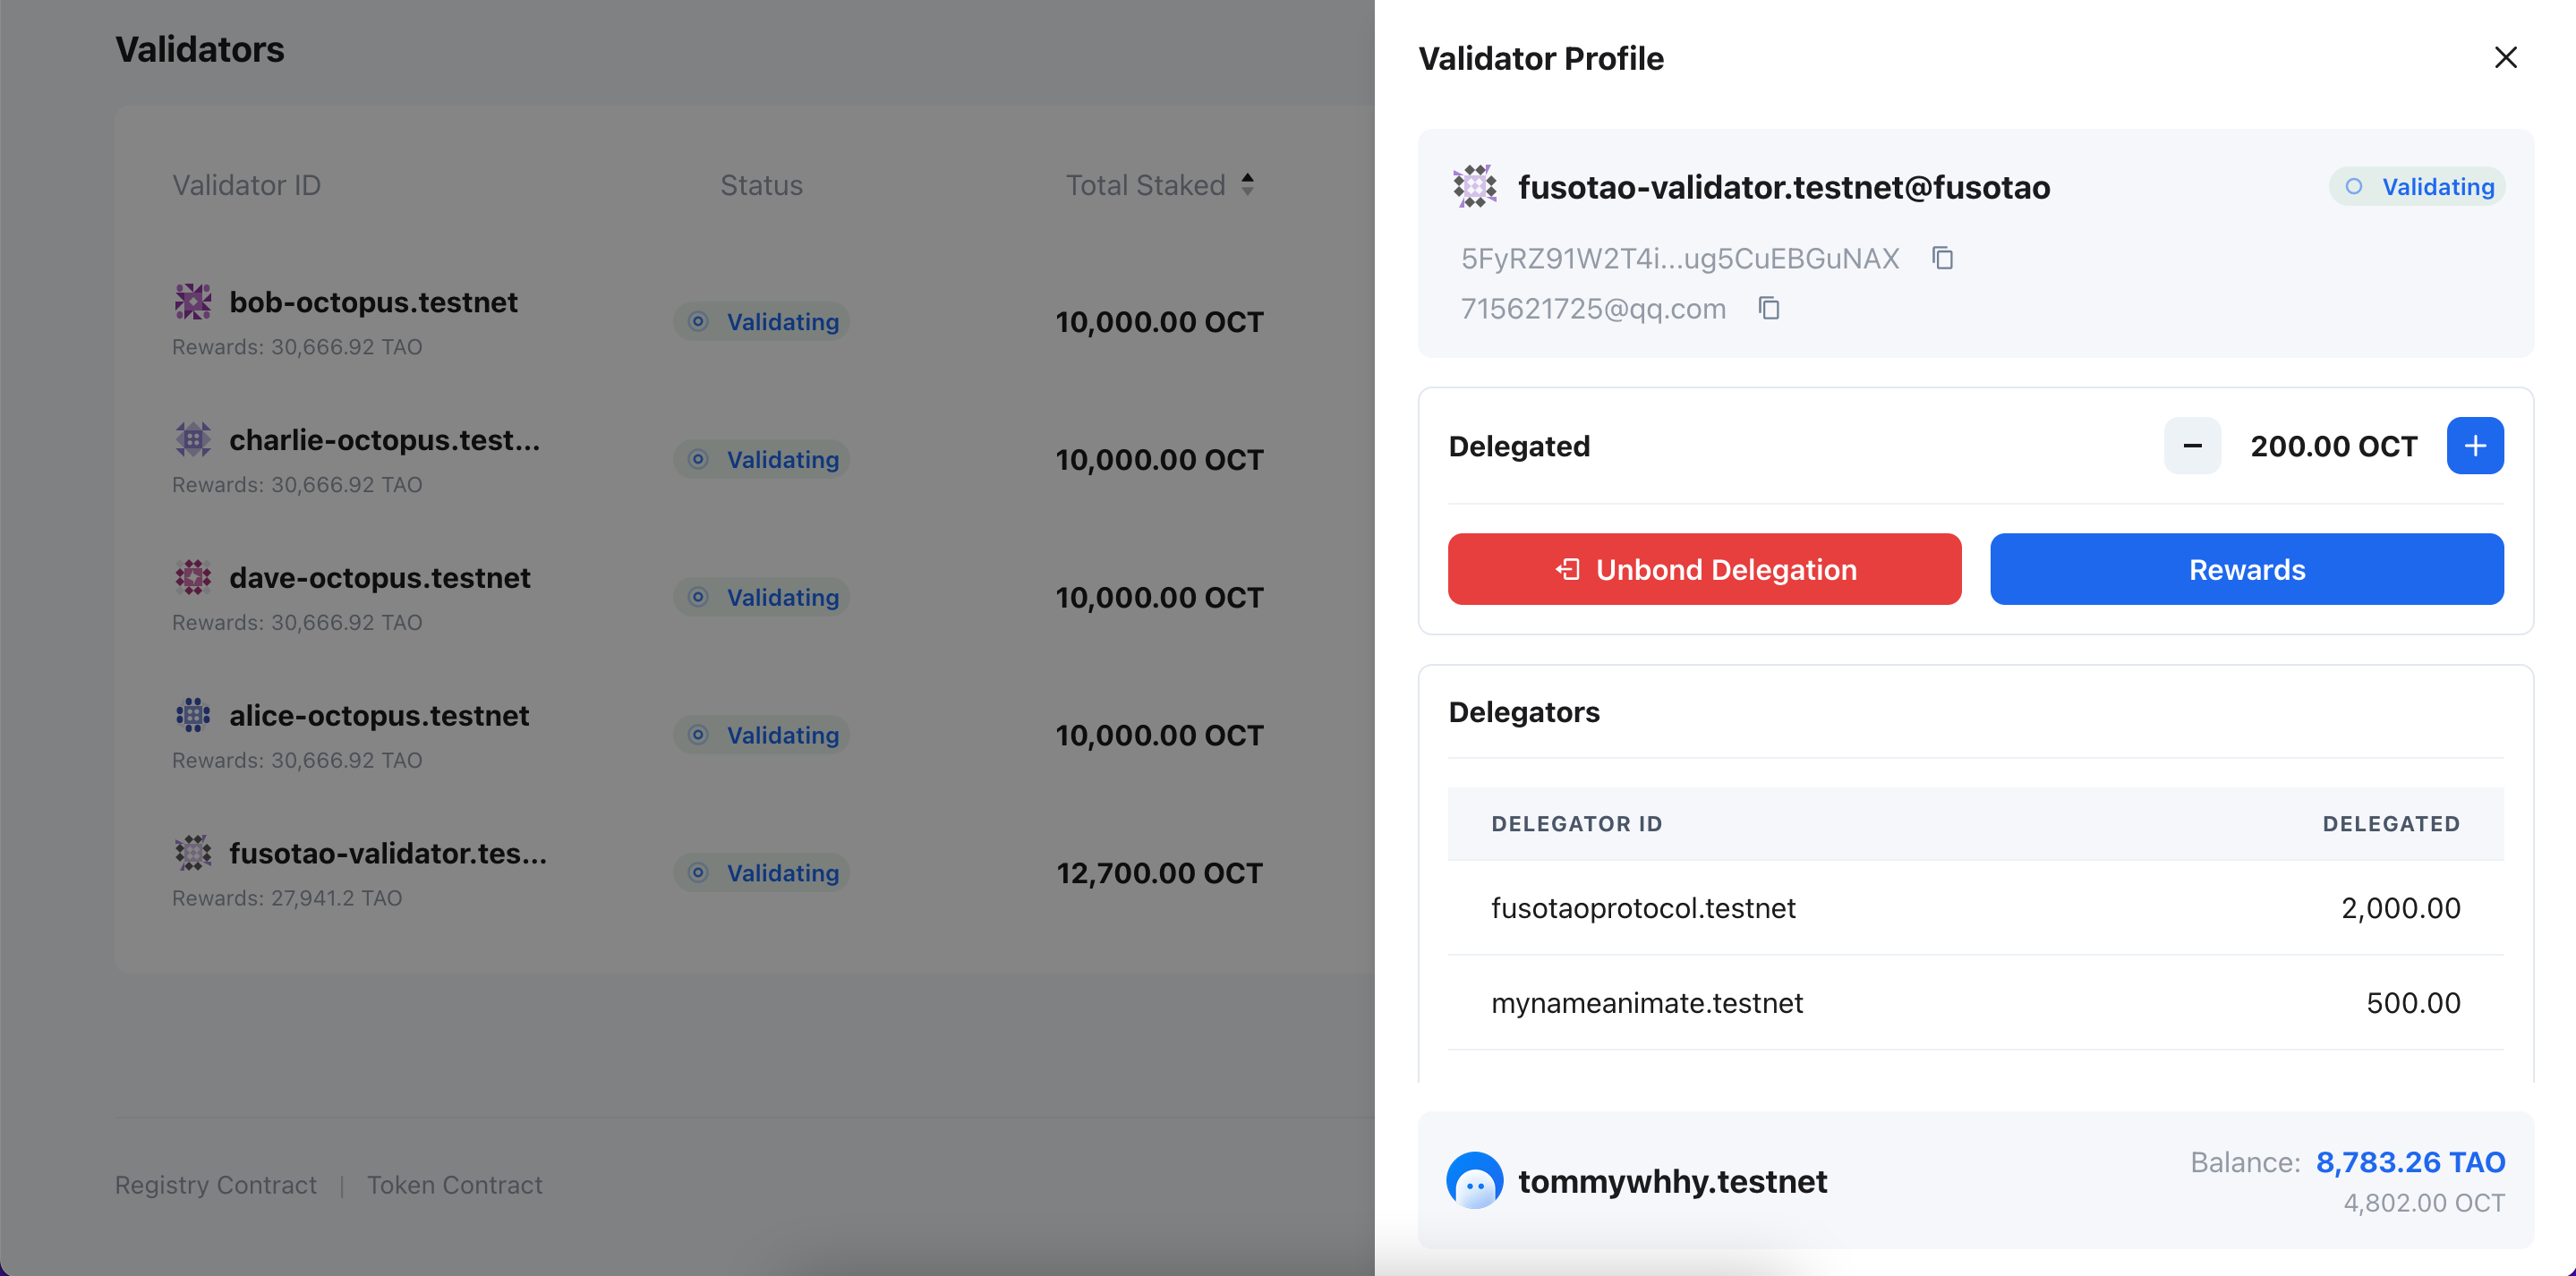 Validators
Validator ID Status Total Staked
bob-octopus.testnet Validating 10,000.00 OCT
Rewards: 30,666.92 TAO
charlie-octopus.test... Validating 10,000.00 OCT
Rewards: 30,666.92 TAO
dave-octopus.testnet Validating 10,000.00 OCT
Rewards: 30,666.92 TAO
alice-octopus.testnet Validating 10,000.00 OCT
Rewards: 30,666.92 TAO
fusotao-validator.tes... Validating 12,700.00 OCT
Rewards: 27,941.2 TAO
Registry Contract | Token Contract
Validator Profile
fusotao-validator.testnet@fusotao Validating
5FyRZ91W2T4i...ug5CuEBGuNAX
715621725@qq.com
Delegated − 200.00 OCT +
Unbond Delegation Rewards
Delegators
DELEGATOR ID DELEGATED
fusotaoprotocol.testnet 2,000.00
mynameanimate.testnet 500.00
tommywhhy.testnet Balance: 8,783.26 TAO
4,802.00 OCT